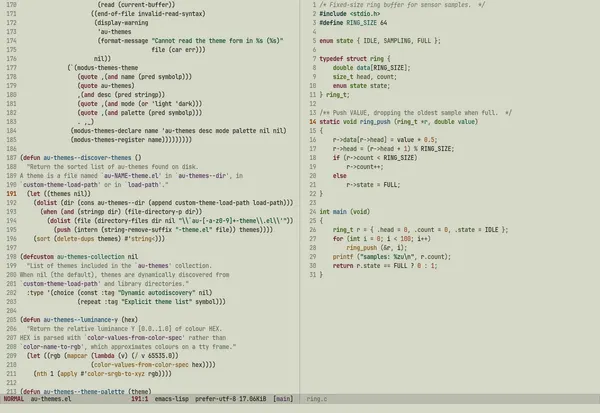 170 (read (current-buffer))
171 ((end-of-file invalid-read-syntax)
172 (display-warning
173 'au-themes
174 (format-message "Cannot read the theme form in %s (%s)"
175 file (car err)))
176 nil))
177 (`(modus-themes-theme
178 (quote ,(and name (pred symbolp)))
179 (quote au-themes)
180 ,(and desc (pred stringp))
181 (quote ,(and mode (or 'light 'dark)))
182 (quote ,(and palette (pred symbolp)))
183 . ,_)
184 (modus-themes-declare name 'au-themes desc mode palette nil nil)
185 (modus-themes-register name)))))))))
186
187 (defun au-themes--discover-themes ()
188 "Return the sorted list of au-themes found on disk.
189 A theme is a file named `au-NAME-theme.el' in `au-themes--dir', in
190 `custom-theme-load-path' or in `load-path'."
191 (let ((themes nil))
192 (dolist (dir (cons au-themes--dir (append custom-theme-load-path load-path)))
193 (when (and (stringp dir) (file-directory-p dir))
194 (dolist (file (directory-files dir nil "\\`au-[-a-z0-9]+-theme\\.el\\'"))
195 (push (intern (string-remove-suffix "-theme.el" file)) themes))))
196 (sort (delete-dups themes) #'string<)))
197
198 (defcustom au-themes-collection nil
199 "List of themes included in the `au-themes' collection.
200 When nil (the default), themes are dynamically discovered from
201 `custom-theme-load-path' and library directories."
202 :type '(choice (const :tag "Dynamic autodiscovery" nil)
203 (repeat :tag "Explicit theme list" symbol)))
204
205 (defun au-themes--luminance-y (hex)
206 "Return the relative luminance Y [0.0..1.0] of colour HEX.
207 HEX is parsed with `color-values-from-color-spec' rather than
208 `color-name-to-rgb', which approximates colours on a tty frame."
209 (let ((rgb (mapcar (lambda (v) (/ v 65535.0))
210 (color-values-from-color-spec hex))))
211 (nth 1 (apply #'color-srgb-to-xyz rgb))))
212
213 (defun au-themes--theme-palette (theme)
NORMAL au-themes.el 191:1 emacs-lisp prefer-utf-8 17.06KiB [main]
1 /* Fixed-size ring buffer for sensor samples. */
2 #include <stdio.h>
3 #define RING_SIZE 64
4
5 enum state { IDLE, SAMPLING, FULL };
6
7 typedef struct ring {
8 double data[RING_SIZE];
9 size_t head, count;
10 enum state state;
11 } ring_t;
12
13 /** Push VALUE, dropping the oldest sample when full. */
14 static void ring_push (ring_t *r, double value)
15 {
16 r->data[r->head] = value * 0.5;
17 r->head = (r->head + 1) % RING_SIZE;
18 if (r->count < RING_SIZE)
19 r->count++;
20 else
21 r->state = FULL;
22 }
23
24 int main (void)
25 {
26 ring_t r = { .head = 0, .count = 0, .state = IDLE };
27 for (int i = 0; i < 100; i++)
28 ring_push (&r, i);
29 printf ("samples: %zu\n", r.count);
30 return r.state == FULL ? 0 : 1;
31 }
ring.c